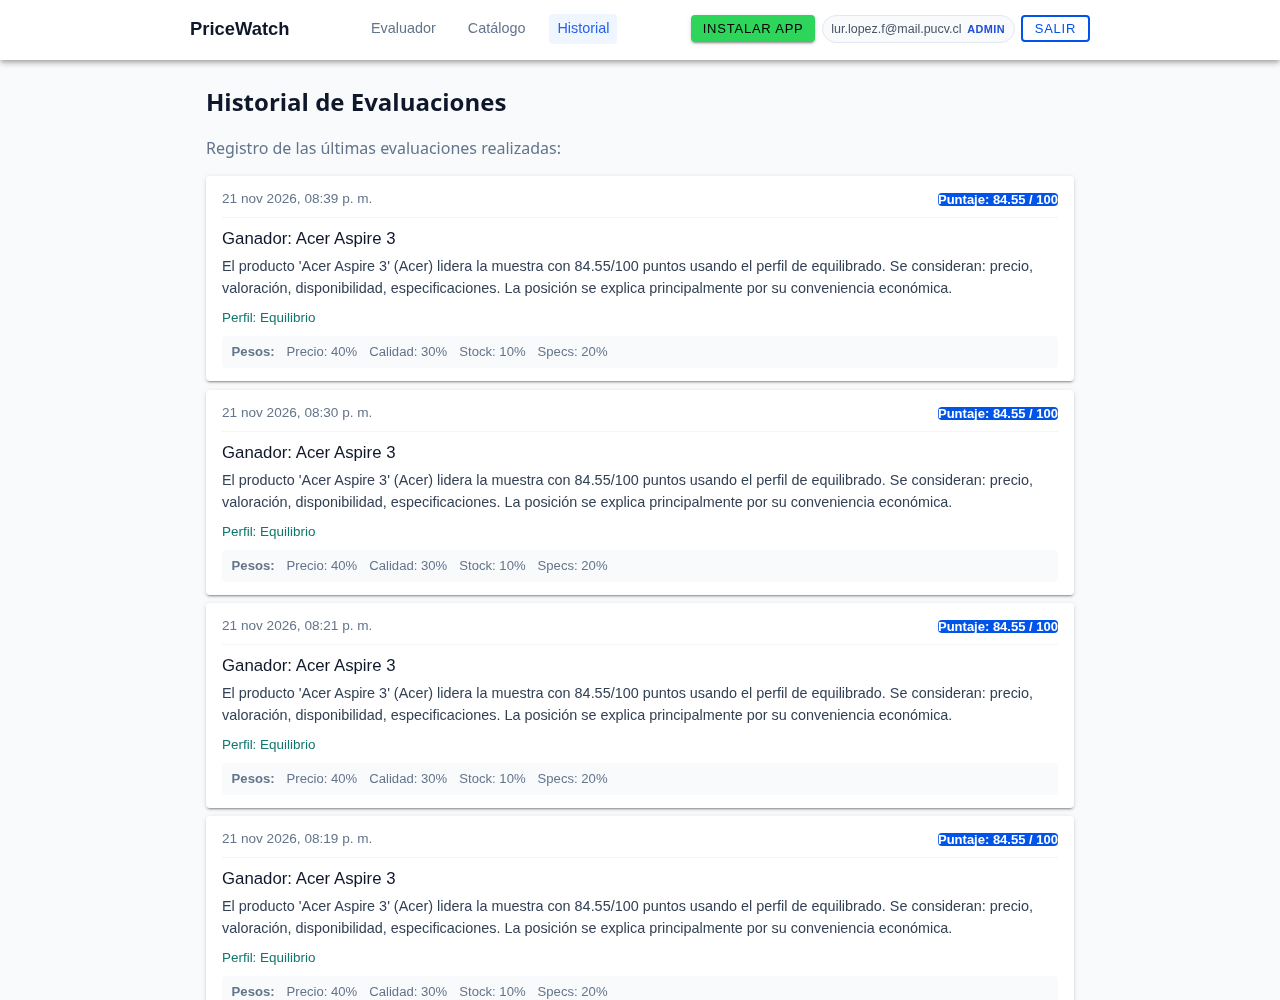 PriceWatch
Evaluador
Catálogo
Historial
INSTALAR APP
lur.lopez.f@mail.pucv.cl ADMIN
SALIR
Historial de Evaluaciones
Registro de las últimas evaluaciones realizadas:
21 nov 2026, 08:39 p. m.
Puntaje: 84.55 / 100
Ganador: Acer Aspire 3
El producto 'Acer Aspire 3' (Acer) lidera la muestra con 84.55/100 puntos usando el perfil de equilibrado. Se consideran: precio,
valoración, disponibilidad, especificaciones. La posición se explica principalmente por su conveniencia económica.
Perfil: Equilibrio
Pesos: Precio: 40% Calidad: 30% Stock: 10% Specs: 20%
21 nov 2026, 08:30 p. m.
Puntaje: 84.55 / 100
Ganador: Acer Aspire 3
El producto 'Acer Aspire 3' (Acer) lidera la muestra con 84.55/100 puntos usando el perfil de equilibrado. Se consideran: precio,
valoración, disponibilidad, especificaciones. La posición se explica principalmente por su conveniencia económica.
Perfil: Equilibrio
Pesos: Precio: 40% Calidad: 30% Stock: 10% Specs: 20%
21 nov 2026, 08:21 p. m.
Puntaje: 84.55 / 100
Ganador: Acer Aspire 3
El producto 'Acer Aspire 3' (Acer) lidera la muestra con 84.55/100 puntos usando el perfil de equilibrado. Se consideran: precio,
valoración, disponibilidad, especificaciones. La posición se explica principalmente por su conveniencia económica.
Perfil: Equilibrio
Pesos: Precio: 40% Calidad: 30% Stock: 10% Specs: 20%
21 nov 2026, 08:19 p. m.
Puntaje: 84.55 / 100
Ganador: Acer Aspire 3
El producto 'Acer Aspire 3' (Acer) lidera la muestra con 84.55/100 puntos usando el perfil de equilibrado. Se consideran: precio,
valoración, disponibilidad, especificaciones. La posición se explica principalmente por su conveniencia económica.
Perfil: Equilibrio
Pesos: Precio: 40% Calidad: 30% Stock: 10% Specs: 20%